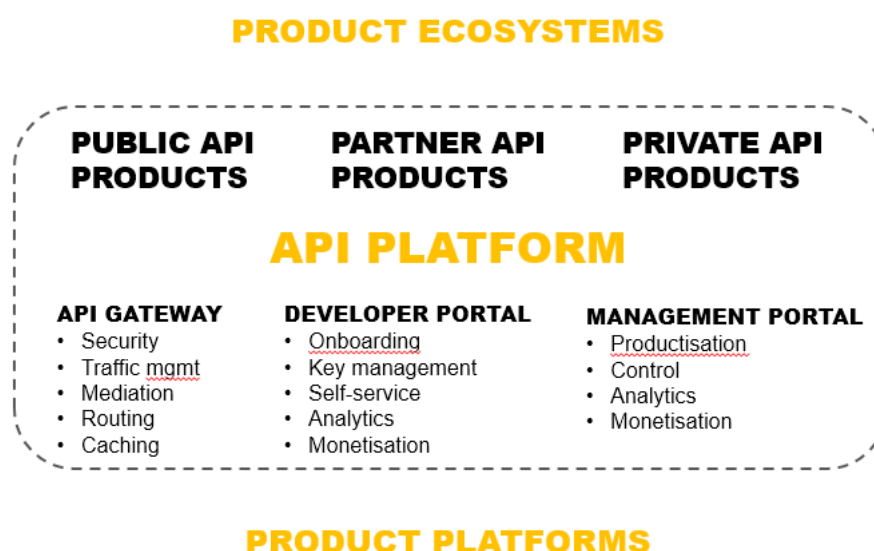 PRODUCT ECOSYSTEMS
PUBLIC API
PRODUCTS
PARTNER API
PRODUCTS
PRIVATE API
PRODUCTS
API PLATFORM
API GATEWAY
• Security
• Traffic mgmt
• Mediation
• Routing
• Caching
DEVELOPER PORTAL
• Onboarding
• Key management
• Self-service
• Analytics
• Monetisation
MANAGEMENT PORTAL
• Productisation
• Control
• Analytics
• Monetisation
PRODUCT PLATFORMS